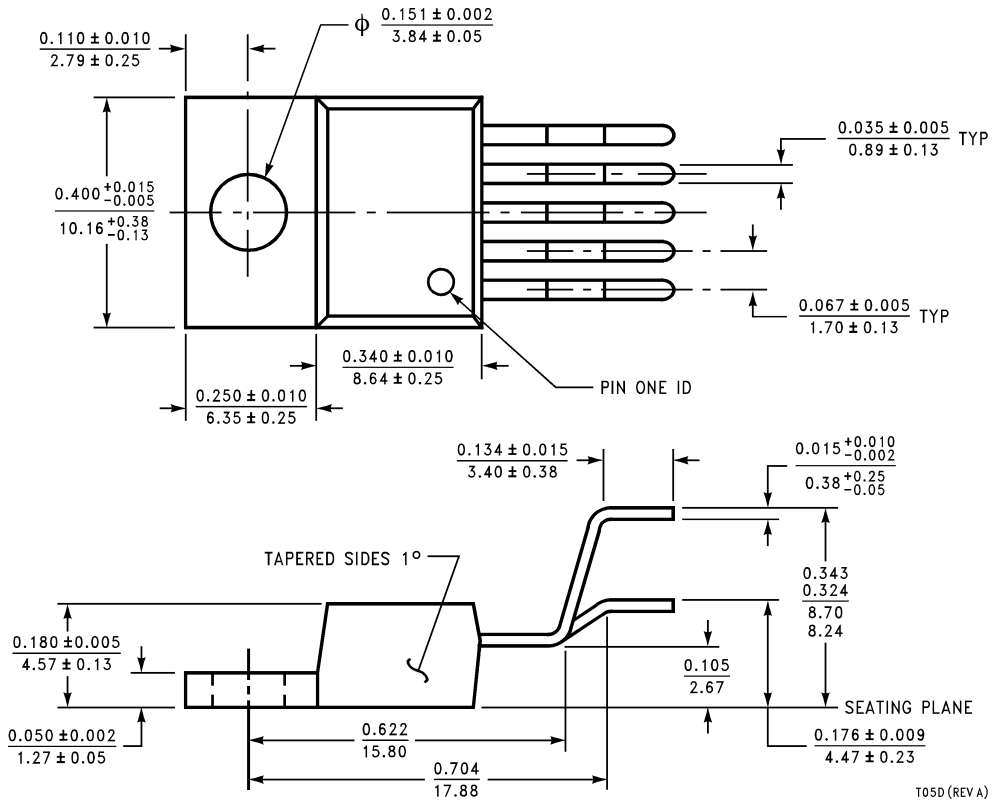 ϕ 0.151 ± 0.002
3.84 ± 0.05
0.110 ± 0.010
2.79 ± 0.25
0.035 ± 0.005 TYP
0.89 ± 0.13
0.400 +0.015 -0.005
10.16 +0.38 -0.13
0.067 ± 0.005 TYP
1.70 ± 0.13
0.340 ± 0.010
8.64 ± 0.25
PIN ONE ID
0.250 ± 0.010
6.35 ± 0.25
0.134 ± 0.015
3.40 ± 0.38
0.015 +0.010 -0.002
0.38 +0.25 -0.05
TAPERED SIDES 1°
0.343
0.324
8.70
8.24
0.180 ± 0.005
4.57 ± 0.13
0.105
2.67
SEATING PLANE
0.050 ± 0.002
1.27 ± 0.05
0.622
15.80
0.176 ± 0.009
4.47 ± 0.23
0.704
17.88
T05D (REV A)